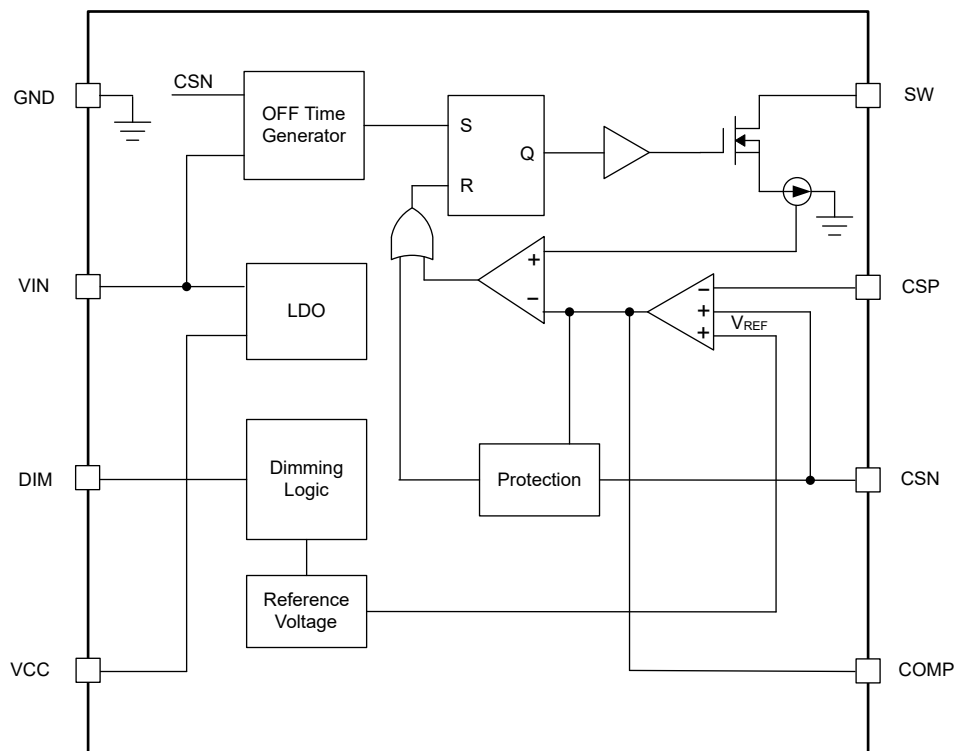 GND
CSN
OFF Time
Generator
S
Q
R
SW
VIN
LDO
+
−
−
+
+
VREF
CSP
DIM
Dimming
Logic
Protection
CSN
Reference
Voltage
VCC
COMP